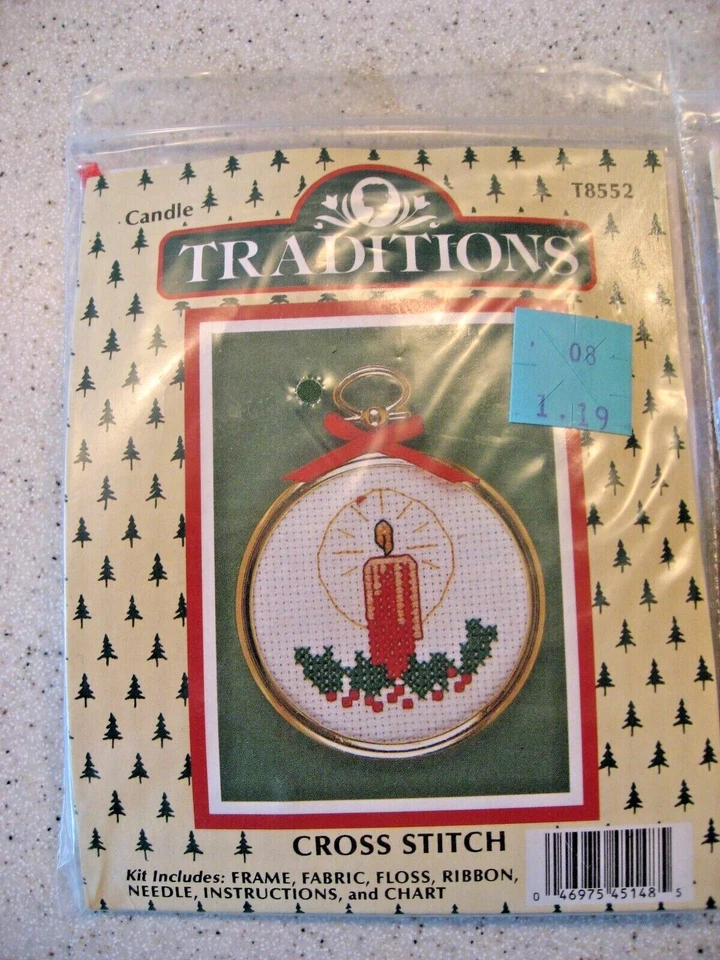 Candle
T8552
TRADITIONS
08
1.19
CROSS STITCH
Kit Includes: FRAME, FABRIC, FLOSS, RIBBON,
NEEDLE, INSTRUCTIONS, and CHART
0 46975 45148 5